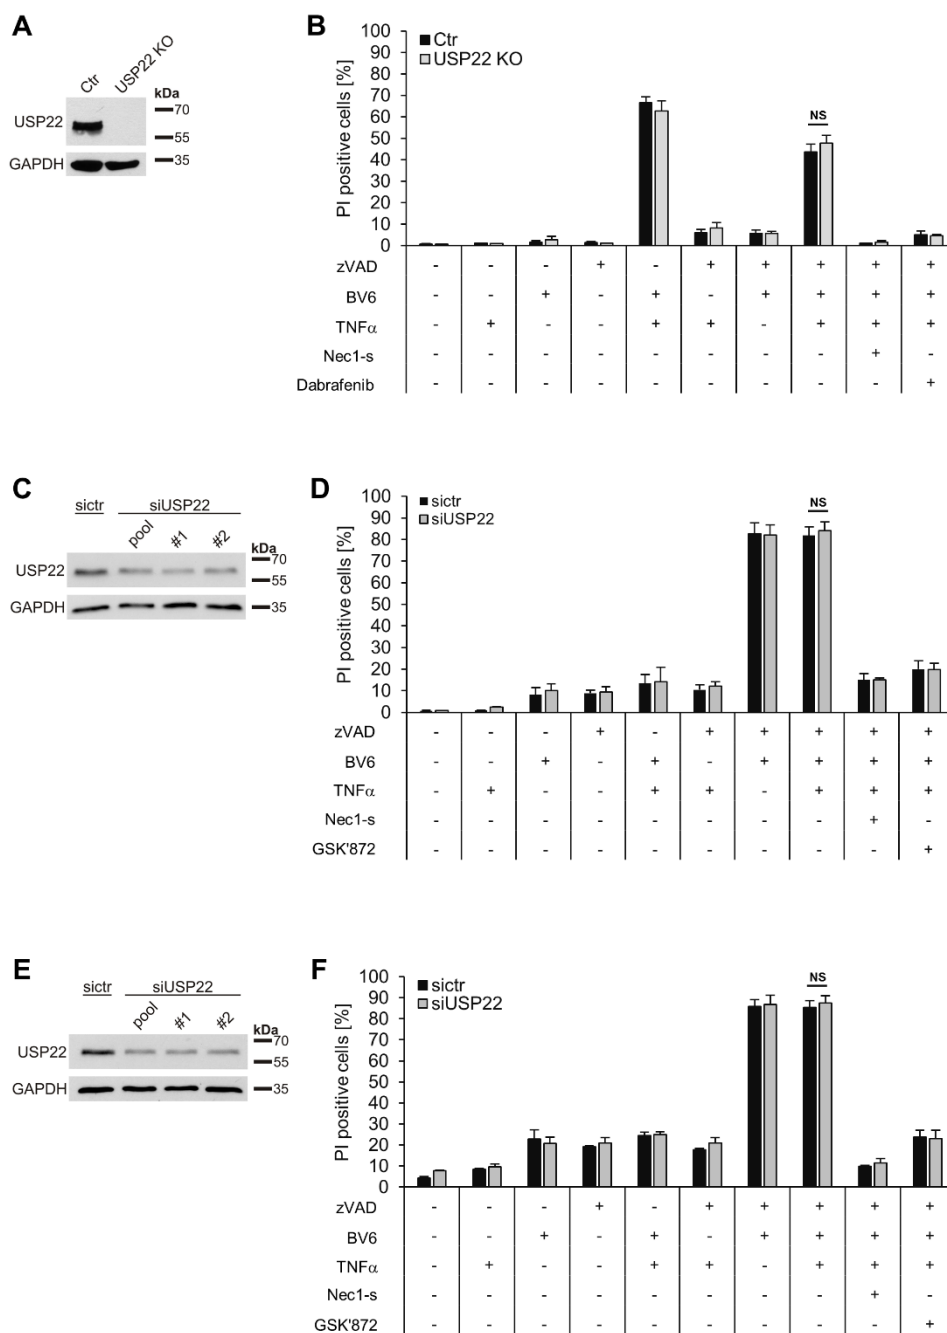 A
Ctr
USP22 KO
kDa
USP22
70
55
GAPDH
35
B
Ctr
USP22 KO
PI positive cells [%]
100
90
80
70
60
50
40
30
20
10
0
NS
zVAD - - - + - + + + + +
BV6 - - + - + - + + + +
TNFα - + - - + + - + + +
Nec1-s - - - - - - - - + -
Dabrafenib - - - - - - - - - +
C
sictr
siUSP22
pool
#1
#2
kDa
USP22
70
55
GAPDH
35
D
sictr
siUSP22
PI positive cells [%]
100
90
80
70
60
50
40
30
20
10
0
NS
zVAD - - - + - + + + + +
BV6 - - + - + - + + + +
TNFα - + - - + + - + + +
Nec1-s - - - - - - - - + -
GSK'872 - - - - - - - - - +
E
sictr
siUSP22
pool
#1
#2
kDa
USP22
70
55
GAPDH
35
F
sictr
siUSP22
PI positive cells [%]
100
90
80
70
60
50
40
30
20
10
0
NS
zVAD - - - + - + + + + +
BV6 - - + - + - + + + +
TNFα - + - - + + - + + +
Nec1-s - - - - - - - - + -
GSK'872 - - - - - - - - - +